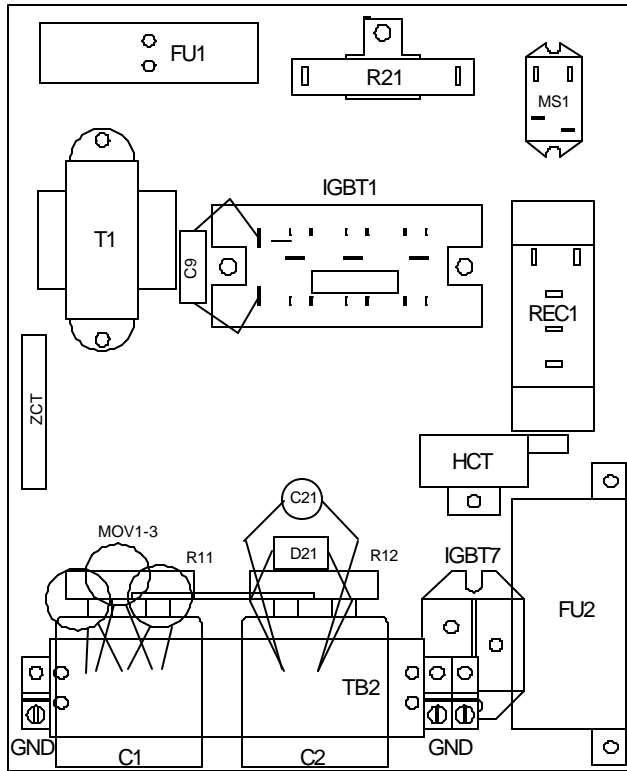 FU1
R21
MS1
IGBT1
T1
C9
REC1
ZCT
HCT
C21
MOV1-3
R11
D21
R12
IGBT7
FU2
TB2
GND
C1
C2
GND